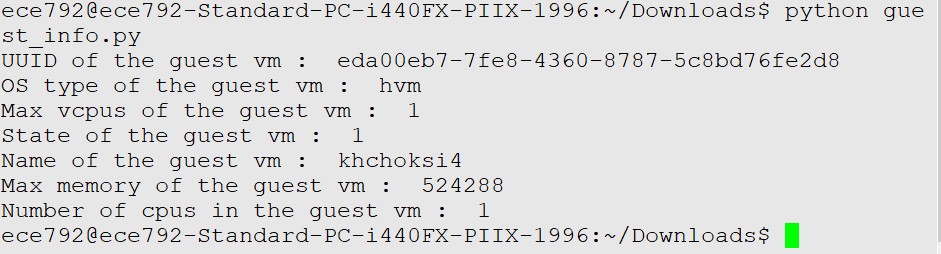 ece792@ece792-Standard-PC-i440FX-PIIX-1996:~/Downloads$ python gue
st_info.py
UUID of the guest vm :  eda00eb7-7fe8-4360-8787-5c8bd76fe2d8
OS type of the guest vm :  hvm
Max vcpus of the guest vm :  1
State of the guest vm :  1
Name of the guest vm :  khchoksi4
Max memory of the guest vm :  524288
Number of cpus in the guest vm :  1
ece792@ece792-Standard-PC-i440FX-PIIX-1996:~/Downloads$